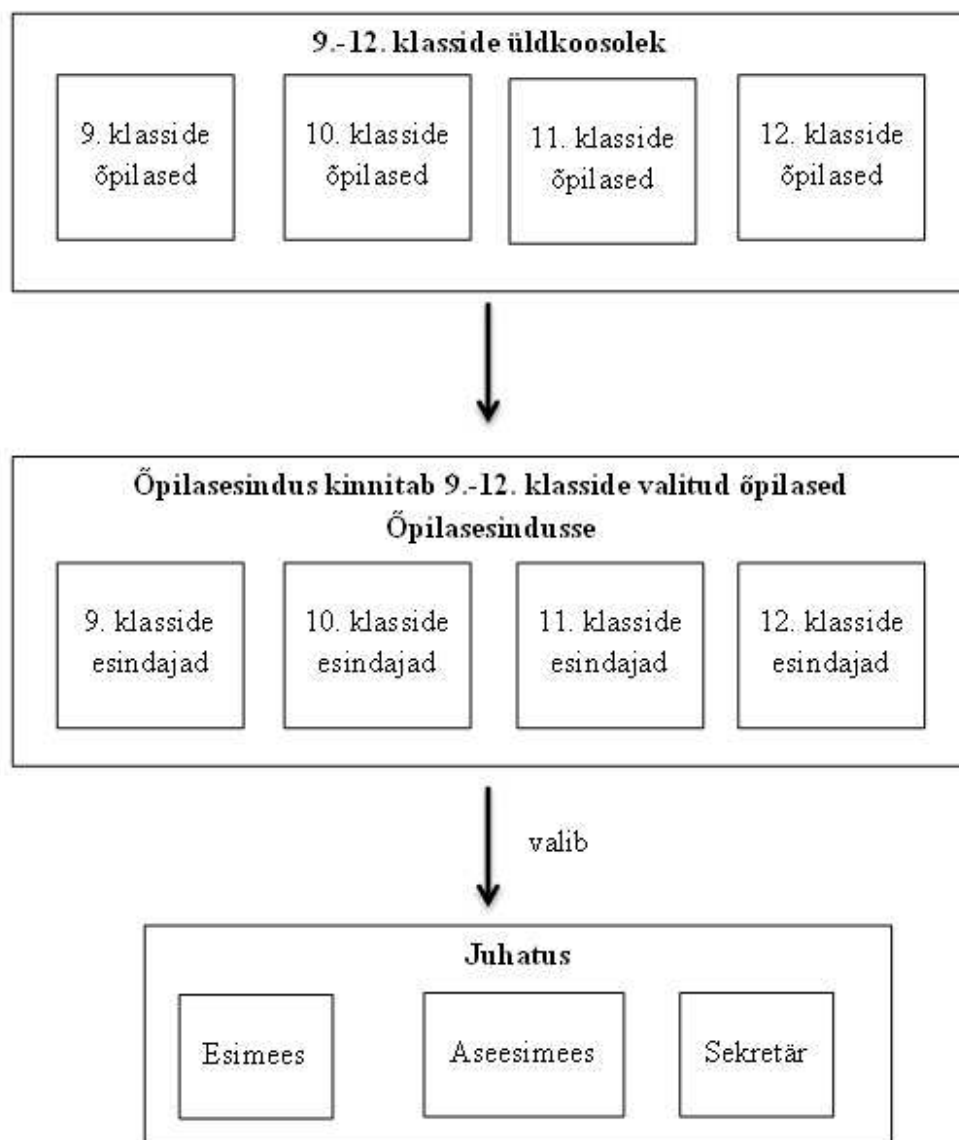 9.-12. klasside üldkoosolek
9. klasside
õpilased
10. klasside
õpilased
11. klasside
õpilased
12. klasside
õpilased
Õpilasesindus kinnitab 9.-12. klasside valitud õpilased
Õpilasesindusse
9. klasside
esindajad
10. klasside
esindajad
11. klasside
esindajad
12. klasside
esindajad
valib
Juhatus
Esimees
Aseesimees
Sekretär